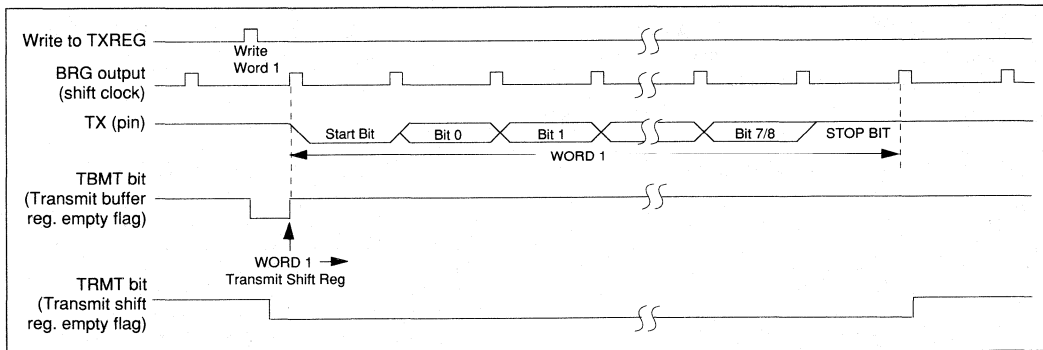 Write to TXREG
Write
Word 1
BRG output
(shift clock)
TX (pin)
Start Bit
Bit 0
Bit 1
Bit 7/8
STOP BIT
WORD 1
TBMT bit
(Transmit buffer
reg. empty flag)
WORD 1
Transmit Shift Reg
TRMT bit
(Transmit shift
reg. empty flag)